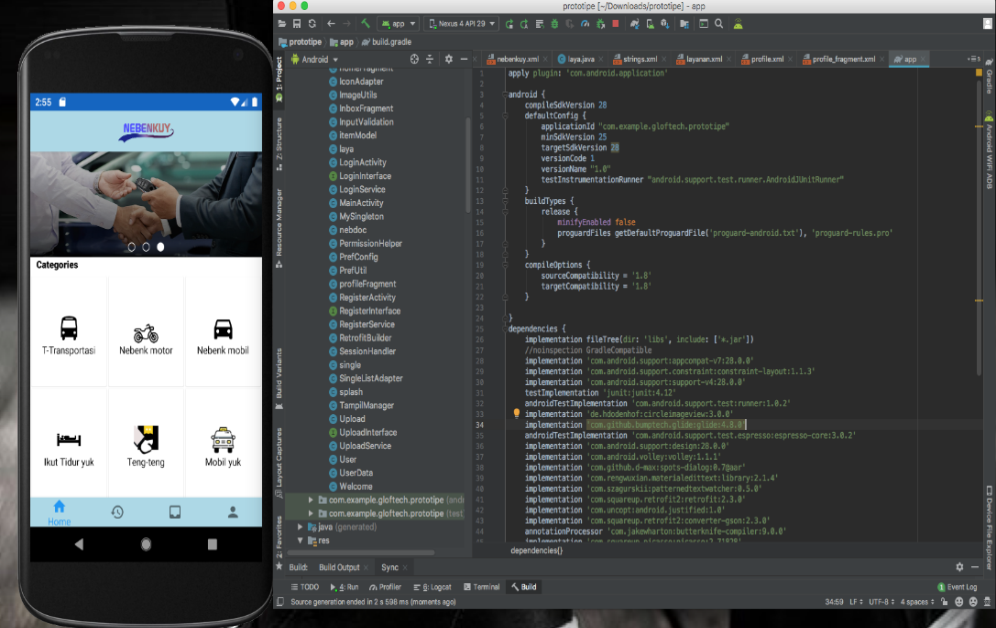 2:55
NEBENKUY
Categories
T-Transportasi
Nebenk motor
Nebenk mobil
Ikut Tidur yuk
Teng-teng
Mobil yuk
Home
prototipe [~/Downloads/prototipe] - app
app
Nexus 4 API 29
prototipe
app
build.gradle
Android
nebenkuy.xml
laya.java
strings.xml
layanan.xml
profile.xml
profile_fragment.xml
app
1: Project
Z: Structure
Resource Manager
Build Variants
Layout Captures
2: Favorites
IconAdapter
ImageUtils
InboxFragment
InputValidation
itemModel
laya
LoginActivity
LoginInterface
LoginService
MainActivity
MySingleton
nebdoc
PermissionHelper
PrefConfig
PrefUtil
profileFragment
RegisterActivity
RegisterInterface
RegisterService
RetrofitBuilder
SessionHandler
single
SingleListAdapter
splash
TampilManager
Upload
UploadInterface
UploadService
User
UserData
Welcome
com.example.gloftech.prototipe (and
com.example.gloftech.prototipe (test
java (generated)
res
apply plugin: 'com.android.application'
android {
compileSdkVersion 28
defaultConfig {
applicationId "com.example.gloftech.prototipe"
minSdkVersion 25
targetSdkVersion 28
versionCode 1
versionName "1.0"
testInstrumentationRunner "android.support.test.runner.AndroidJUnitRunner"
}
buildTypes {
release {
minifyEnabled false
proguardFiles getDefaultProguardFile('proguard-android.txt'), 'proguard-rules.pro'
}
}
compileOptions {
sourceCompatibility = '1.8'
targetCompatibility = '1.8'
}
}
dependencies {
implementation fileTree(dir: 'libs', include: ['*.jar'])
//noinspection GradleCompatible
implementation 'com.android.support:appcompat-v7:28.0.0'
implementation 'com.android.support.constraint:constraint-layout:1.1.3'
implementation 'com.android.support:support-v4:28.0.0'
testImplementation 'junit:junit:4.12'
androidTestImplementation 'com.android.support.test:runner:1.0.2'
implementation 'de.hdodenhof:circleimageview:3.0.0'
34 implementation 'com.github.bumptech.glide:glide:4.8.0'
androidTestImplementation 'com.android.support.test.espresso:espresso-core:3.0.2'
implementation 'com.android.support:design:28.0.0'
implementation 'com.android.volley:volley:1.1.1'
implementation 'com.github.d-max:spots-dialog:0.7@aar'
implementation 'com.rengwuxian.materialedittext:library:2.1.4'
implementation 'com.szagurskii:patternedtextwatcher:0.5.0'
implementation 'com.squareup.retrofit2:retrofit:2.3.0'
implementation 'com.uncopt:android.justified:1.0'
implementation 'com.squareup.retrofit2:converter-gson:2.3.0'
annotationProcessor 'com.jakewharton:butterknife-compiler:9.0.0'
dependencies{}
Gradle
Android WiFi ADB
Device File Explorer
Build:
Build Output
Sync
TODO
4: Run
Profiler
6: Logcat
Terminal
Build
1 Event Log
Source generation ended in 2 s 598 ms (moments ago)
34:59
LF
UTF-8
4 spaces